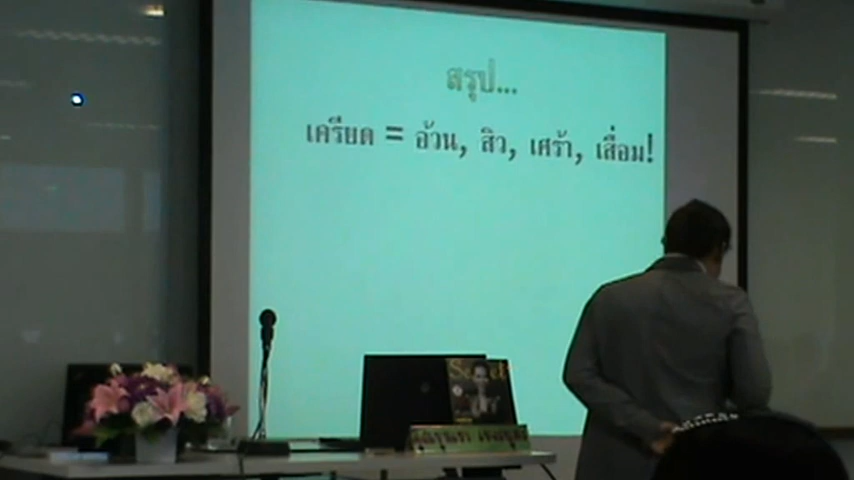 สรุป...
เครียด = อ้วน, สิว, เศร้า, เสื่อม!